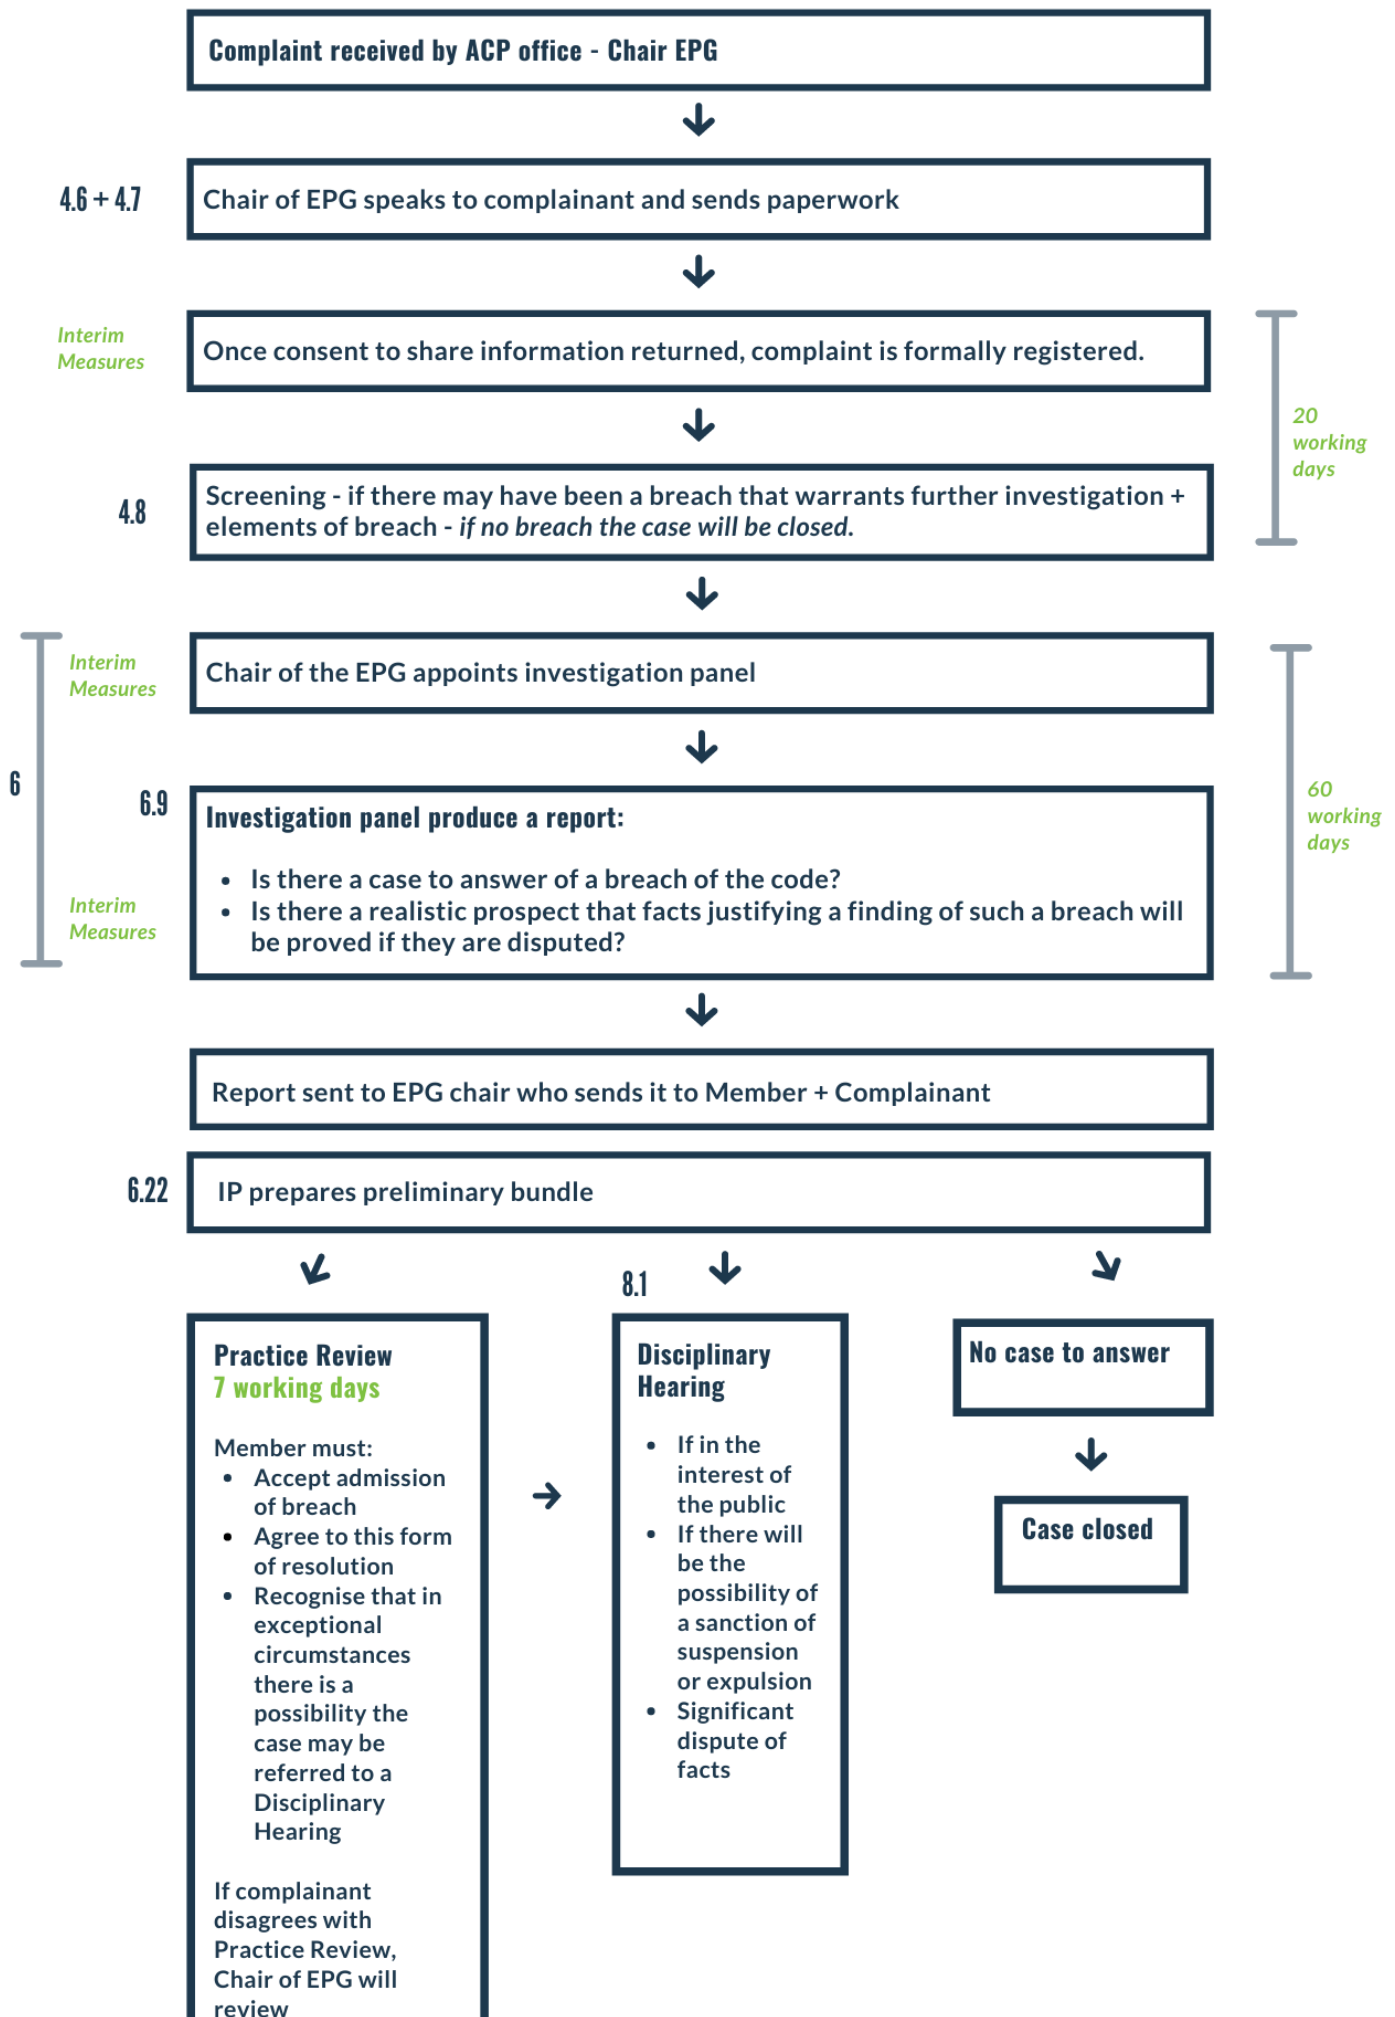 Complaint received by ACP office - Chair EPG
4.6 + 4.7
Chair of EPG speaks to complainant and sends paperwork
Interim
Measures
Once consent to share information returned, complaint is formally registered.
20
working
days
4.8
Screening - if there may have been a breach that warrants further investigation +
elements of breach - if no breach the case will be closed.
6
Interim
Measures
Chair of the EPG appoints investigation panel
60
working
days
6.9
Investigation panel produce a report:
• Is there a case to answer of a breach of the code?
• Is there a realistic prospect that facts justifying a finding of such a breach will
be proved if they are disputed?
Interim
Measures
Report sent to EPG chair who sends it to Member + Complainant
6.22
IP prepares preliminary bundle
Practice Review
7 working days
Member must:
• Accept admission
of breach
• Agree to this form
of resolution
• Recognise that in
exceptional
circumstances
there is a
possibility the
case may be
referred to a
Disciplinary
Hearing
If complainant
disagrees with
Practice Review,
Chair of EPG will
review
8.1
Disciplinary
Hearing
• If in the
interest of
the public
• If there will
be the
possibility of
a sanction of
suspension
or expulsion
• Significant
dispute of
facts
No case to answer
Case closed